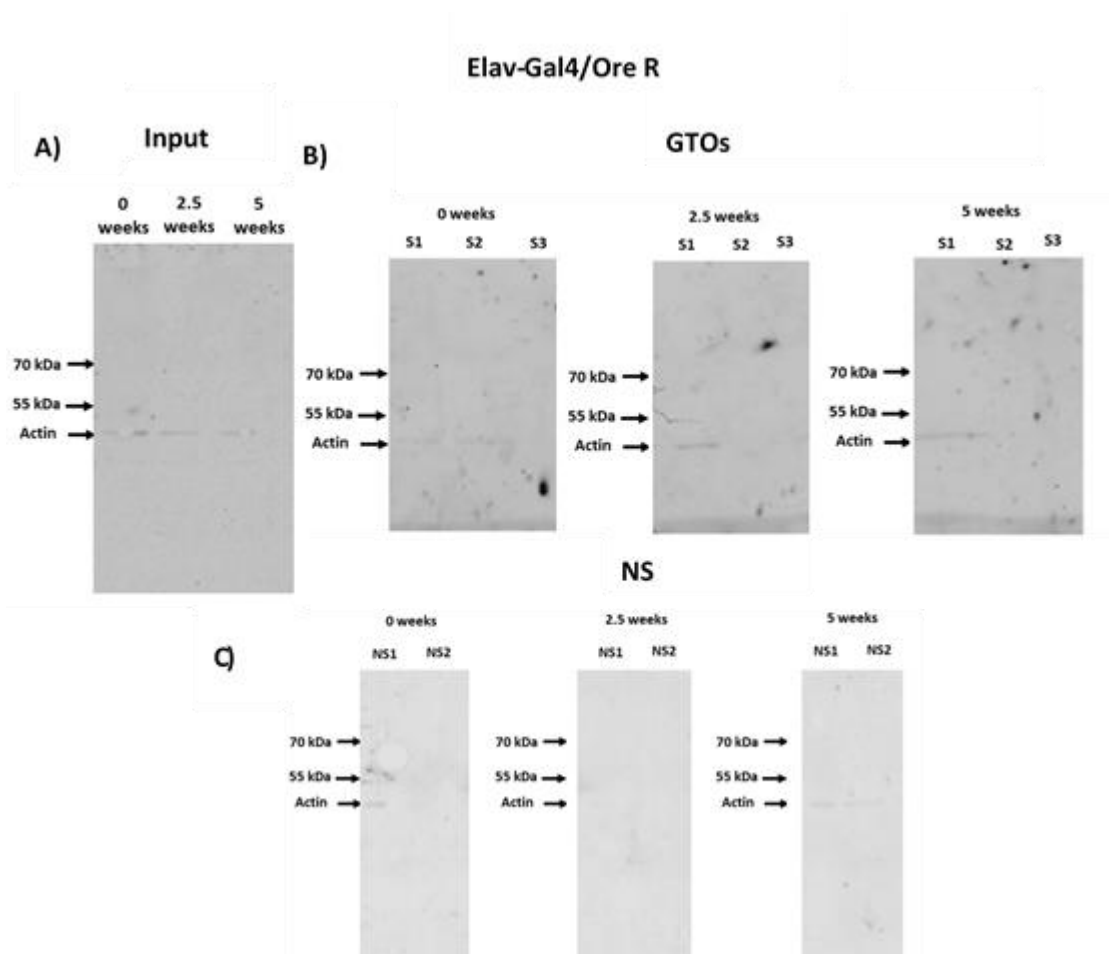 Elav-Gal4/Ore R
A)
Input
B)
GTOs
0 weeks
2.5 weeks
5 weeks
70 kDa
55 kDa
Actin
0 weeks
S1 S2 S3
70 kDa
55 kDa
Actin
2.5 weeks
S1 S2 S3
70 kDa
55 kDa
Actin
5 weeks
S1 S2 S3
70 kDa
55 kDa
Actin
NS
C)
0 weeks
NS1 NS2
70 kDa
55 kDa
Actin
2.5 weeks
NS1 NS2
70 kDa
55 kDa
Actin
5 weeks
NS1 NS2
70 kDa
55 kDa
Actin